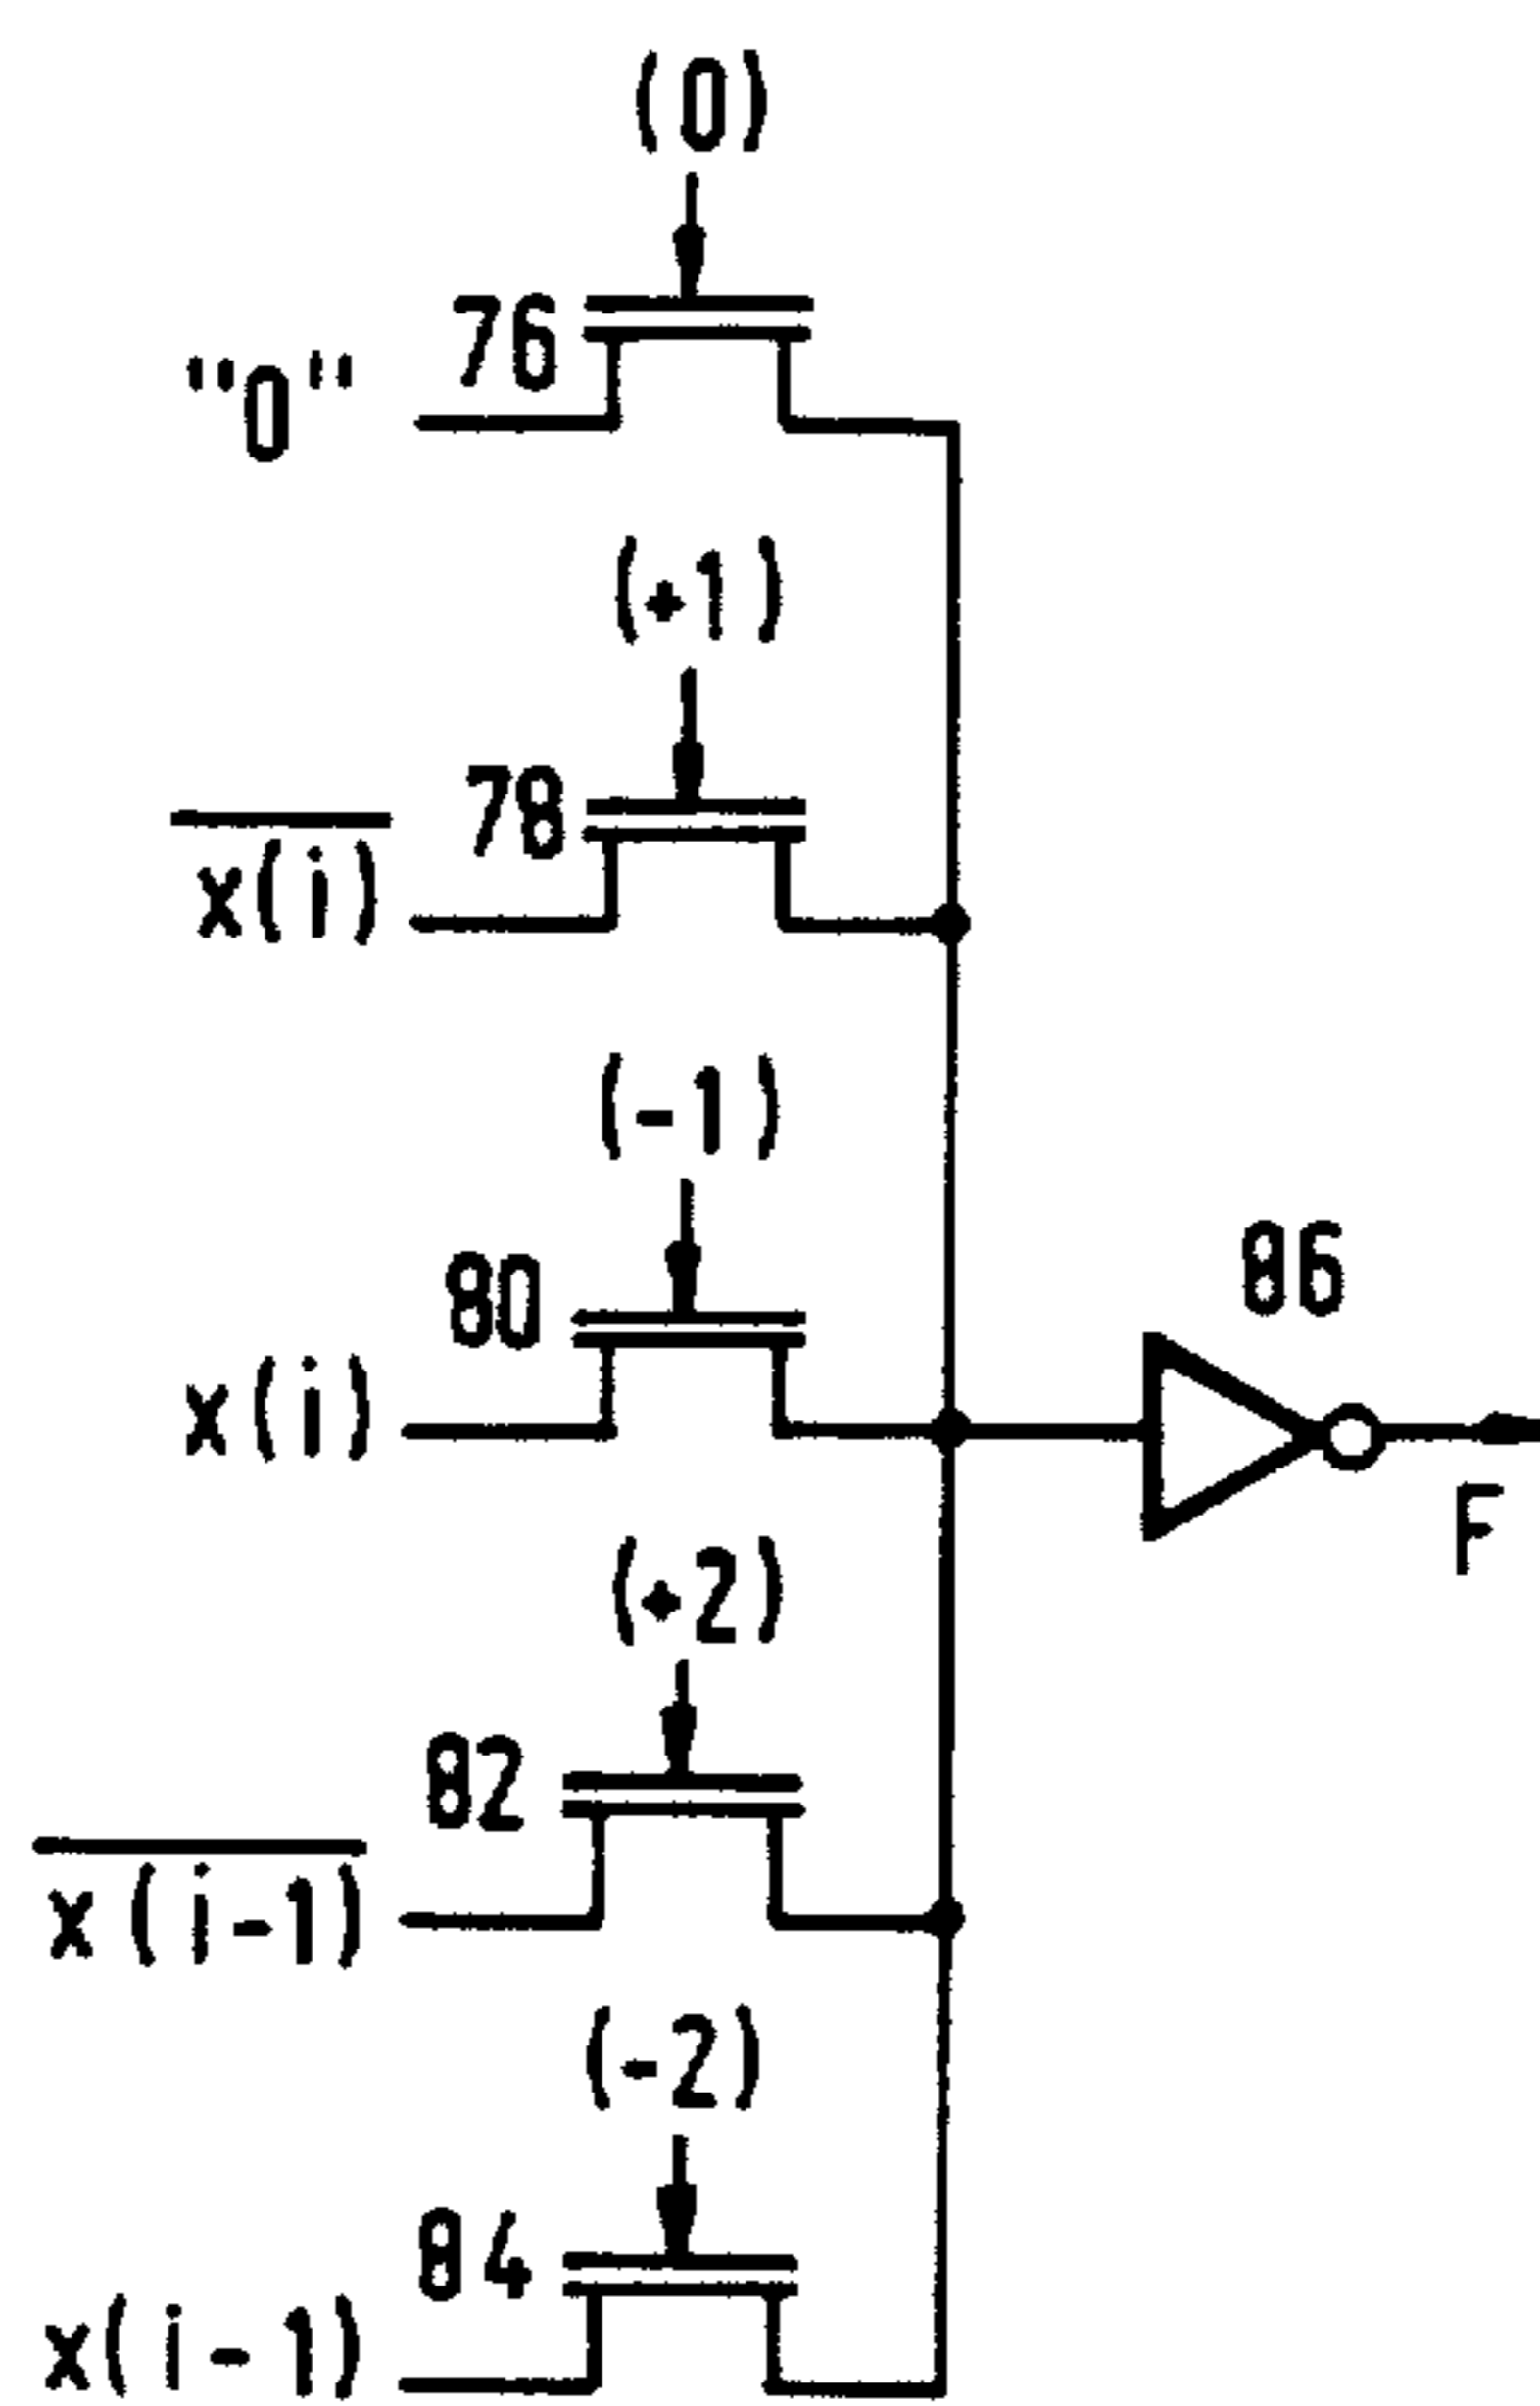 (0)
76
"0"
(+1)
78
x̅(̅i̅)̅
(-1)
80
x(i)
86
F
(+2)
82
x̅(̅i̅-̅1̅)̅
(-2)
84
x(i-1)